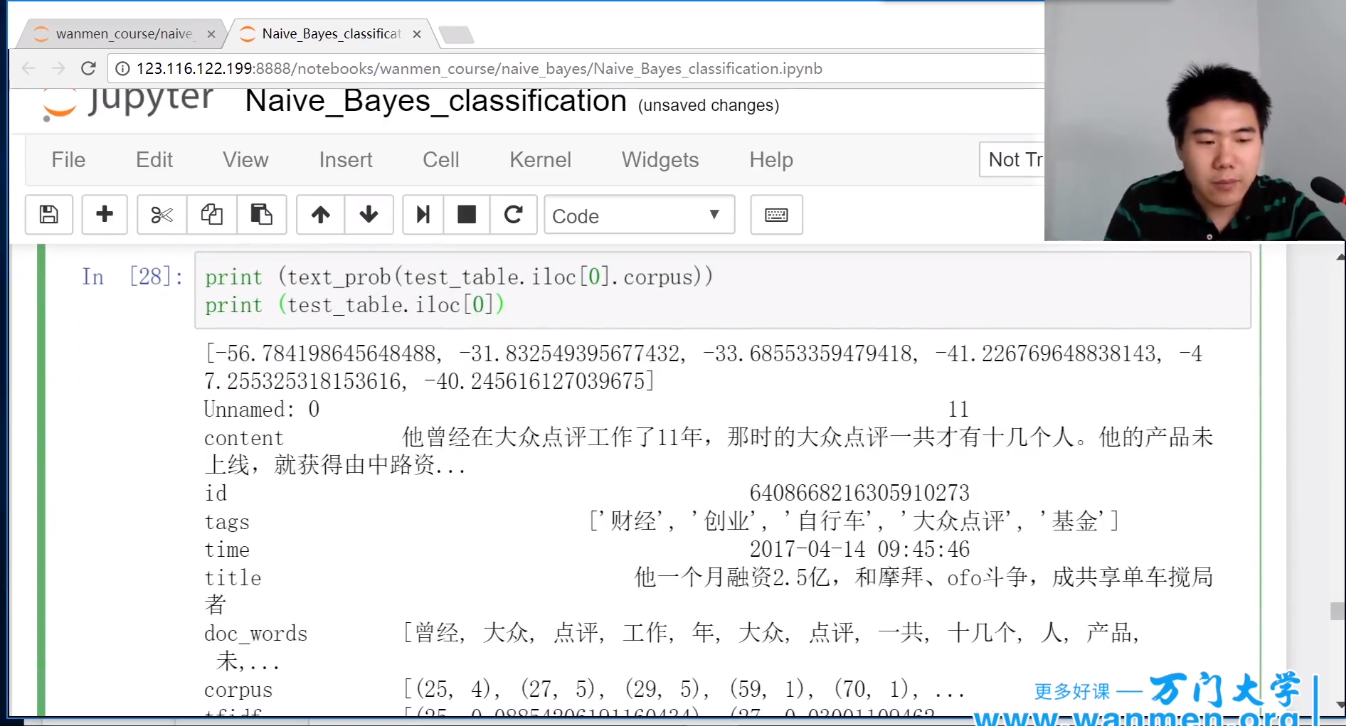 wanmen_course/naive_ ×
Naive_Bayes_classificat ×
123.116.122.199:8888/notebooks/wanmen_course/naive_bayes/Naive_Bayes_classification.ipynb
jupyter Naive_Bayes_classification (unsaved changes)
File Edit View Insert Cell Kernel Widgets Help Not Tr
Code
In [28]: print (text_prob(test_table.iloc[0].corpus))
print (test_table.iloc[0])
[-56.784198645648488, -31.832549395677432, -33.68553359479418, -41.226769648838143, -4
7.255325318153616, -40.245616127039675]
Unnamed: 0 11
content 他曾经在大众点评工作了11年，那时的大众点评一共才有十几个人。他的产品未
上线，就获得由中路资...
id 6408668216305910273
tags ['财经', '创业', '自行车', '大众点评', '基金']
time 2017-04-14 09:45:46
title 他一个月融资2.5亿，和摩拜、ofo斗争，成共享单车搅局
者
doc_words [曾经, 大众, 点评, 工作, 年, 大众, 点评, 一共, 十几个, 人, 产品,
未,...
corpus [(25, 4), (27, 5), (29, 5), (59, 1), (70, 1), ...
更多好课 — 万门大学
www.wanmen.org